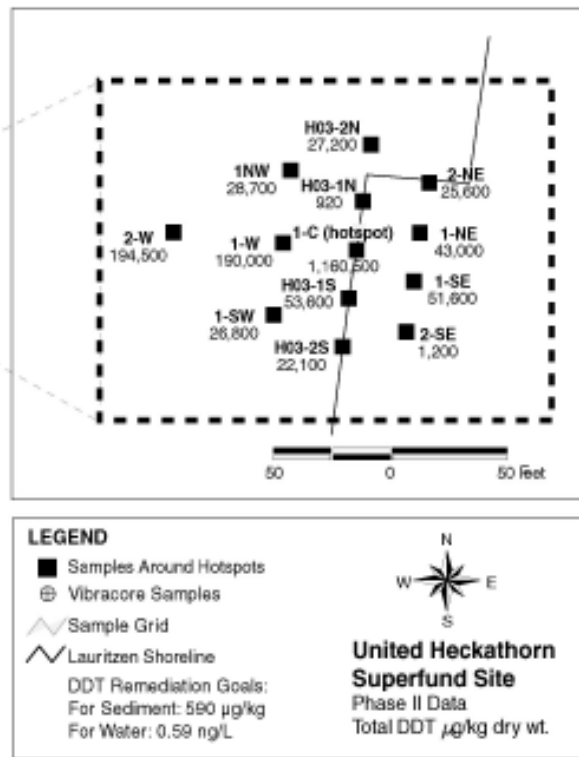 H03-2N
27,200
1NW
28,700
2-NE
25,600
H03-1N
920
2-W
194,500
1-W
190,000
1-C (hotspot)
1-NE
43,000
H03-1S
53,600
1-SE
51,600
1-SW
26,800
2-SE
1,200
H03-2S
22,100
50 0 50 Feet
LEGEND
Samples Around Hotspots
Vibracore Samples
Sample Grid
Lauritzen Shoreline
DDT Remediation Goals:
For Sediment: 590 µg/kg
For Water: 0.59 ng/L
N
W E
S
United Heckathorn
Superfund Site
Phase II Data
Total DDT µg/kg dry wt.